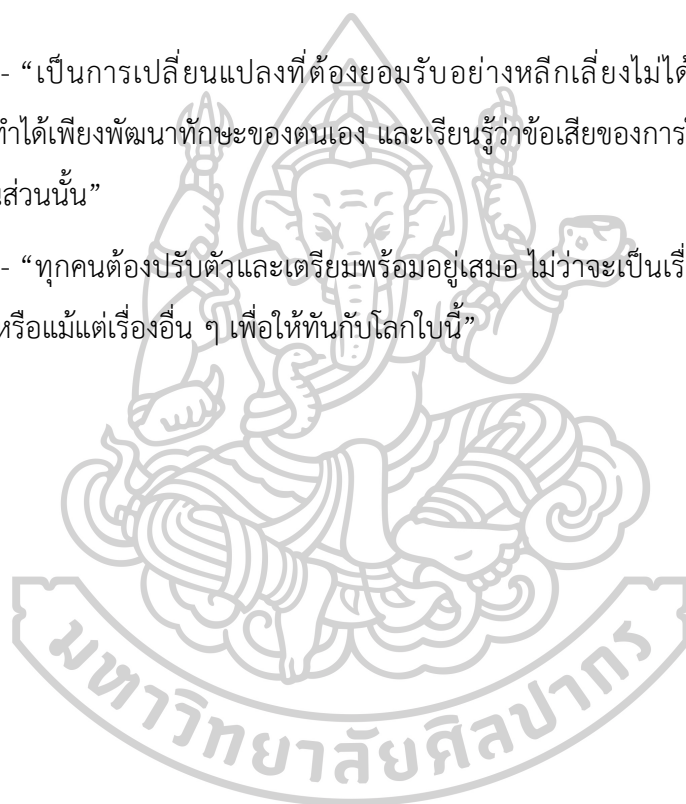 - “เป็นการเปลี่ยนแปลงที่ต้องยอมรับอย่างหลีกเลี่ยงไม่ได้
ทำได้เพียงพัฒนาทักษะของตนเอง และเรียนรู้ว่าข้อเสียของการ
ส่วนนั้น”
- “ทุกคนต้องปรับตัวและเตรียมพร้อมอยู่เสมอ ไม่ว่าจะเป็น
หรือแม้แต่เรื่องอื่น ๆ เพื่อให้ทันกับโลกใบนี้”
มหาวิทยาลัยศิลปากร